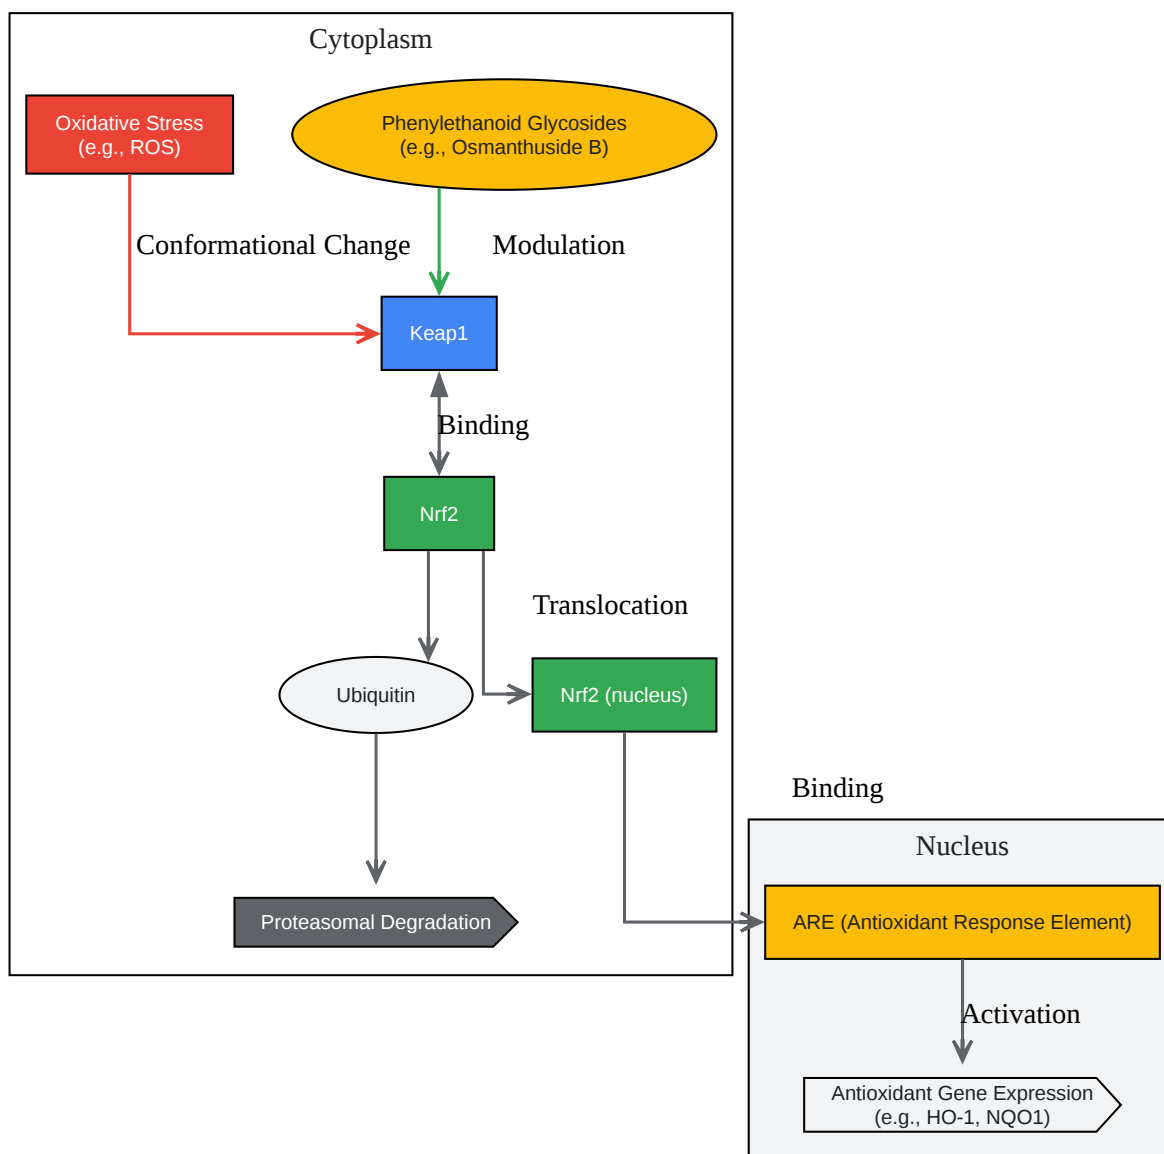 Cytoplasm
Oxidative Stress
(e.g., ROS)
Phenylethanoid Glycosides
(e.g., Osmanthuside B)
Conformational Change
Modulation
Keap1
Binding
Nrf2
Translocation
Ubiquitin
Nrf2 (nucleus)
Binding
Nucleus
Proteasomal Degradation
ARE (Antioxidant Response Element)
Activation
Antioxidant Gene Expression
(e.g., HO-1, NQO1)